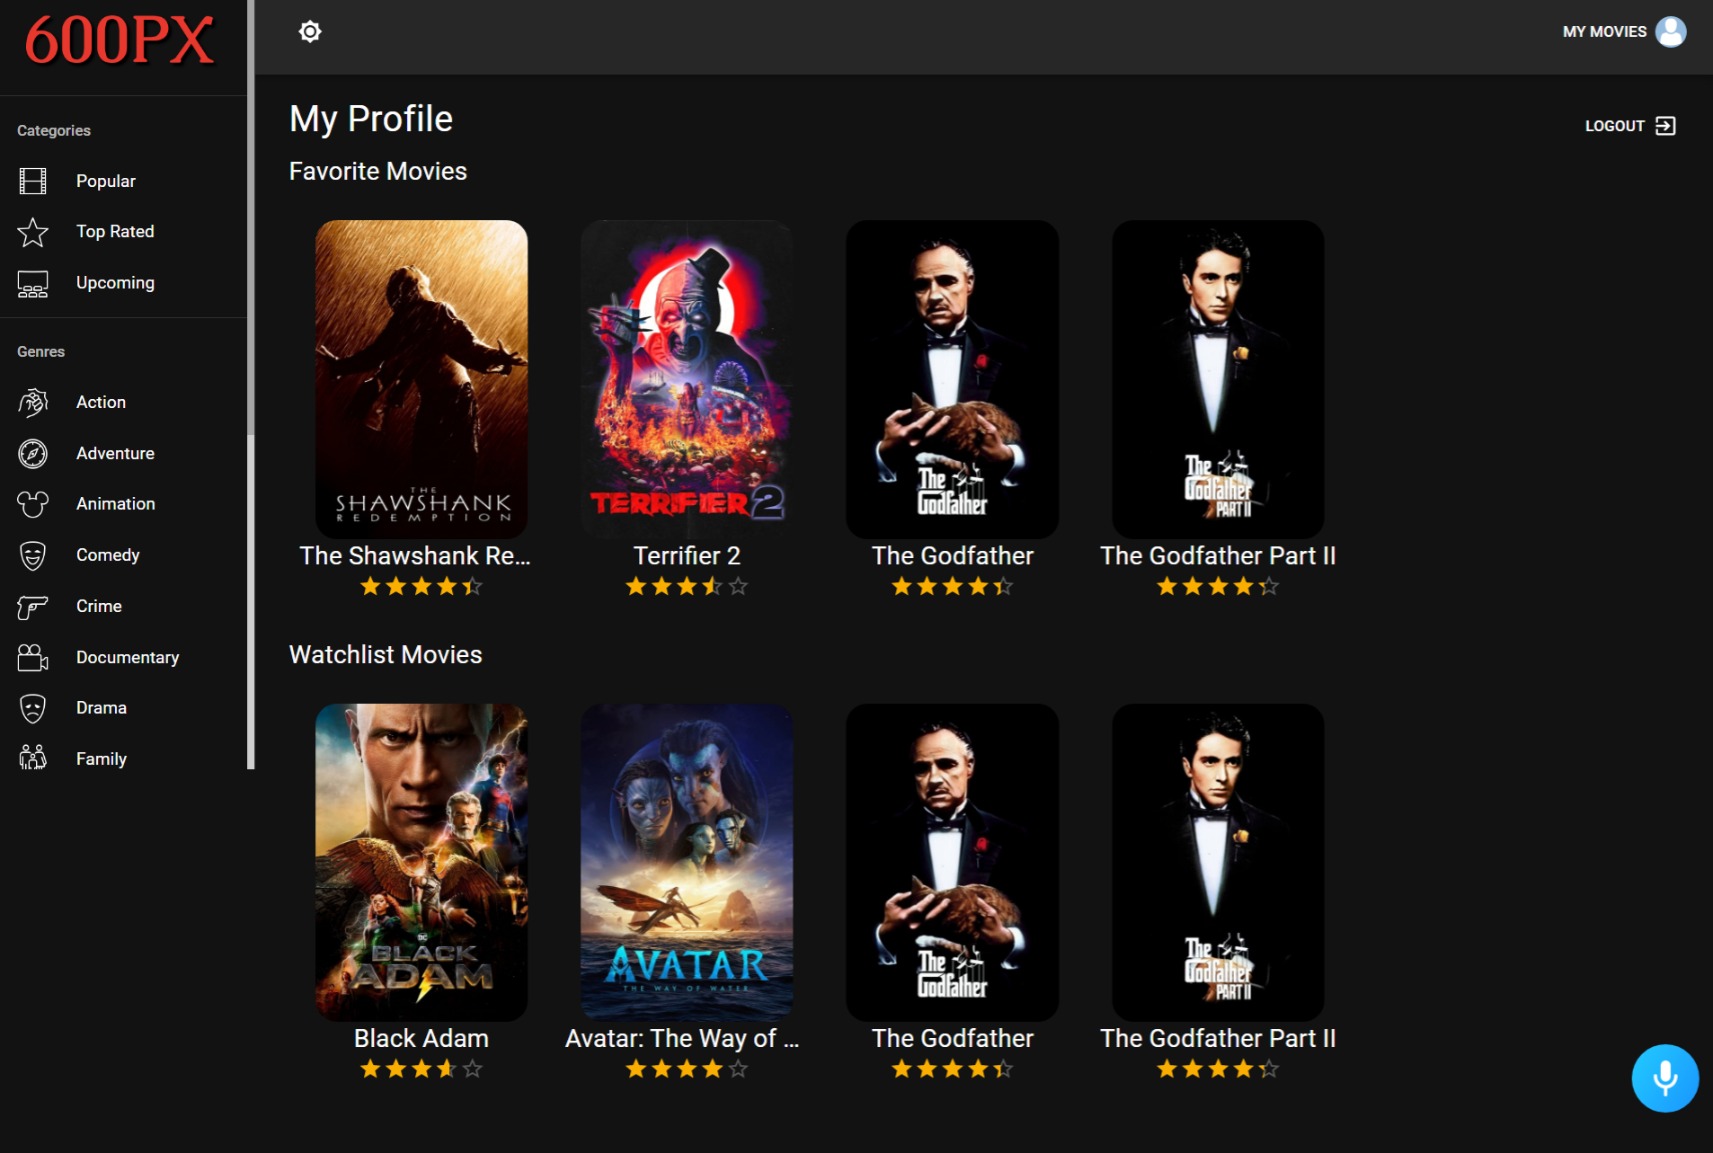 600PX
MY MOVIES
Categories
Popular
Top Rated
Upcoming
Genres
Action
Adventure
Animation
Comedy
Crime
Documentary
Drama
Family
My Profile
LOGOUT
Favorite Movies
THE
SHAWSHANK
REDEMPTION
TERRIFIER 2
The
Godfather
The
Godfather
PART II
The Shawshank Re...
Terrifier 2
The Godfather
The Godfather Part II
Watchlist Movies
DC
BLACK
ADAM
AVATAR
THE WAY OF WATER
The
Godfather
The
Godfather
PART II
Black Adam
Avatar: The Way of ...
The Godfather
The Godfather Part II